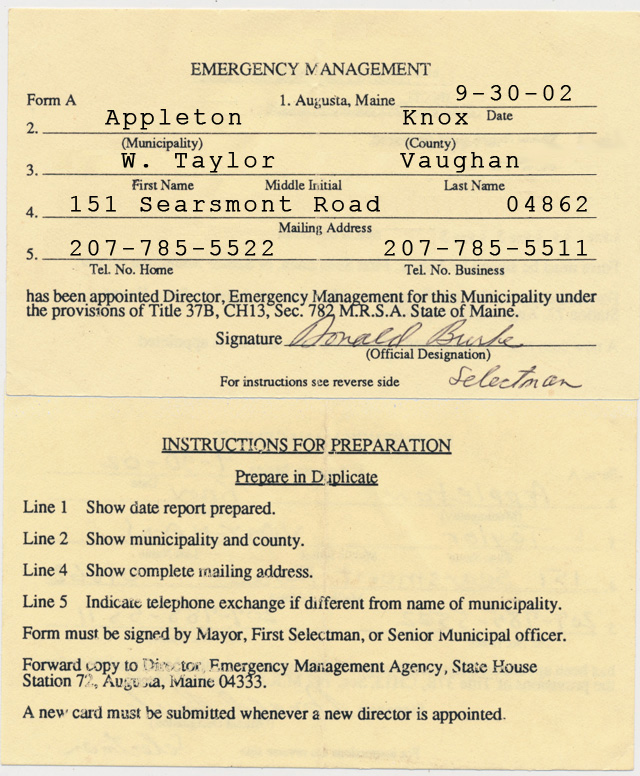 EMERGENCY MANAGEMENT
Form A 1. Augusta, Maine 9-30-02
Date
2. Appleton Knox
(Municipality) (County)
3. W. Taylor Vaughan
First Name Middle Initial Last Name
4. 151 Searsmont Road 04862
Mailing Address
5. 207-785-5522 207-785-5511
Tel. No. Home Tel. No. Business
has been appointed Director, Emergency Management for this Municipality under
the provisions of Title 37B, CH13, Sec. 782 M.R.S.A. State of Maine.
Signature Donald Burke
(Official Designation)
For instructions see reverse side Selectman
INSTRUCTIONS FOR PREPARATION
Prepare in Duplicate
Line 1 Show date report prepared.
Line 2 Show municipality and county.
Line 4 Show complete mailing address.
Line 5 Indicate telephone exchange if different from name of municipality.
Form must be signed by Mayor, First Selectman, or Senior Municipal officer.
Forward copy to Director, Emergency Management Agency, State House
Station 72, Augusta, Maine 04333.
A new card must be submitted whenever a new director is appointed.